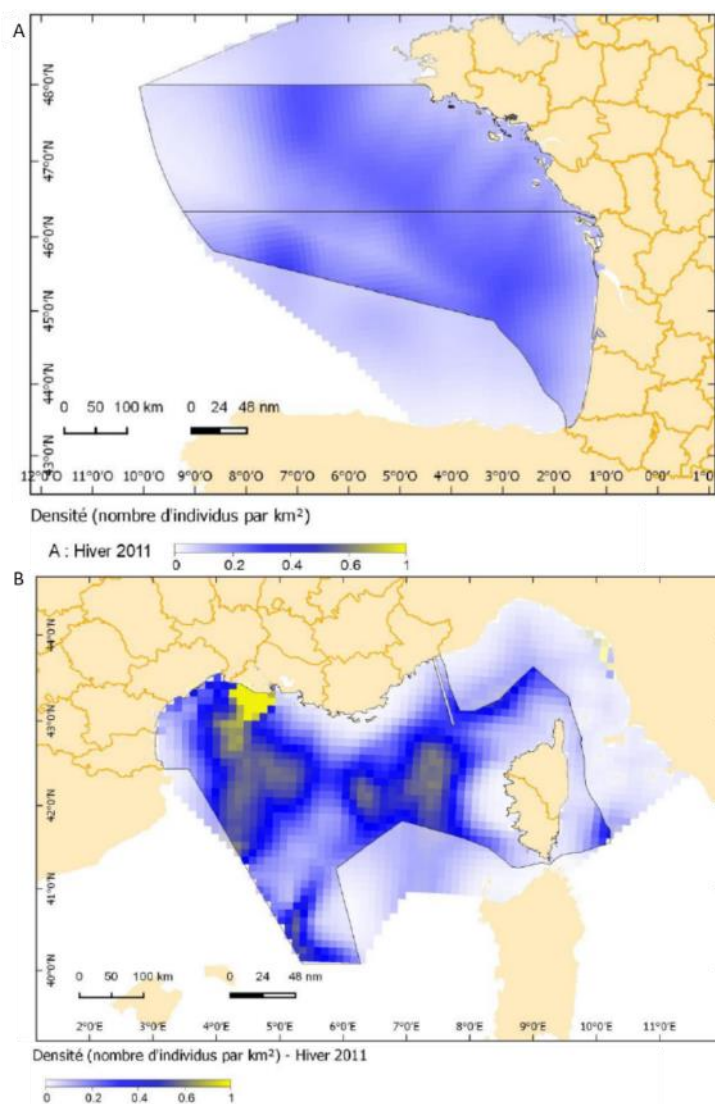 A
48°0'N
47°0'N
46°0'N
45°0'N
44°0'N
43°0'N
0 50 100 km
0 24 48 nm
12°0'O 11°0'O 10°0'O 9°0'O 8°0'O 7°0'O 6°0'O 5°0'O 4°0'O 3°0'O 2°0'O 1°0'O 0°0'O 1°0'E
Densité (nombre d'individus par km²)
A : Hiver 2011
0 0.2 0.4 0.6 1
B
44°0'N
43°0'N
42°0'N
41°0'N
40°0'N
0 50 100 km
0 24 48 nm
2°0'E 3°0'E 4°0'E 5°0'E 6°0'E 7°0'E 8°0'E 9°0'E 10°0'E 11°0'E
Densité (nombre d'individus par km²) - Hiver 2011
0 0.2 0.4 0.6 1